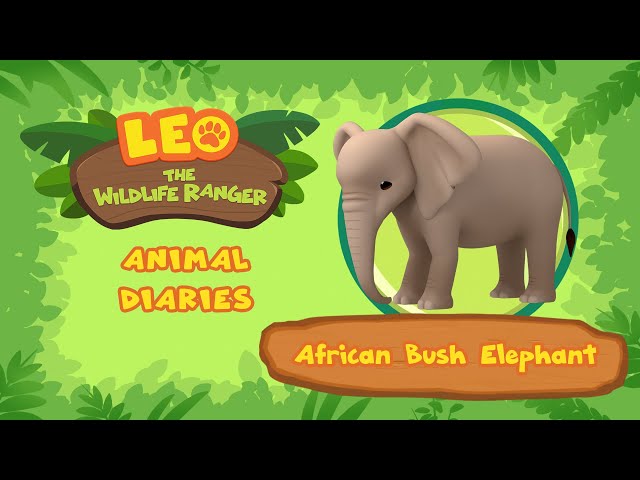 LEO
THE
WILDLIFE RANGER
ANIMAL
DIARIES
African Bush Elephant